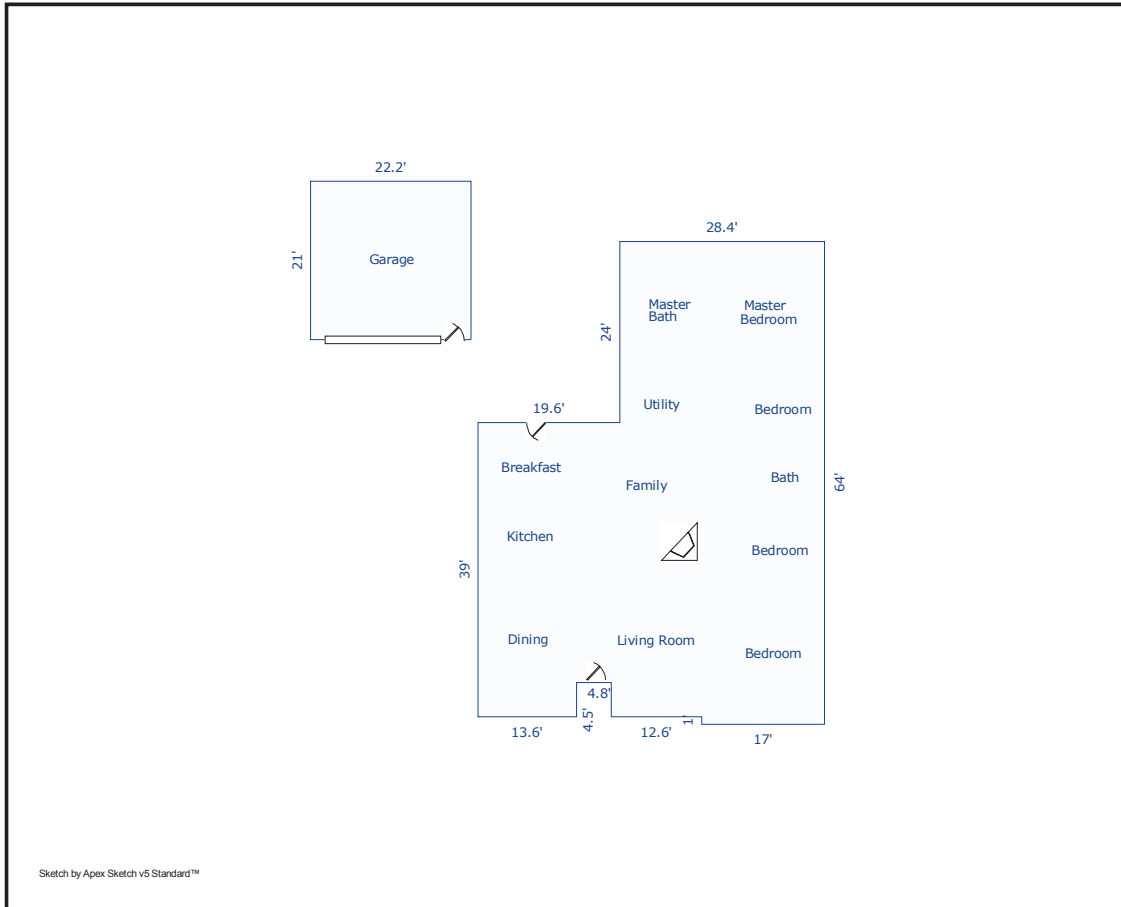 22.2'
21'
Garage
28.4'
Master
Bath
Master
Bedroom
24'
Utility
Bedroom
19.6'
Breakfast
Family
Bath
64'
Kitchen
Bedroom
39'
Dining
Living Room
Bedroom
4.8'
4.5'
13.6'
12.6'
1'
17'
Sketch by Apex Sketch v5 Standard™